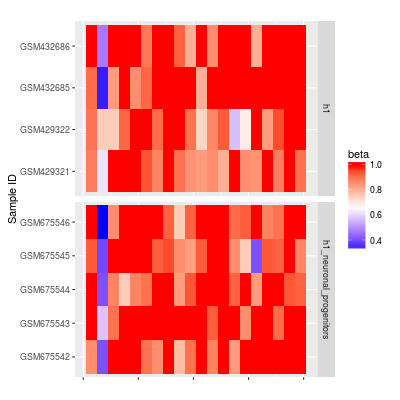 GSM432686
GSM432685
GSM429322
GSM429321
h1
GSM675546
GSM675545
GSM675544
GSM675543
GSM675542
h1_neuronal_progenitors
Sample ID
beta
1.0
0.8
0.6
0.4